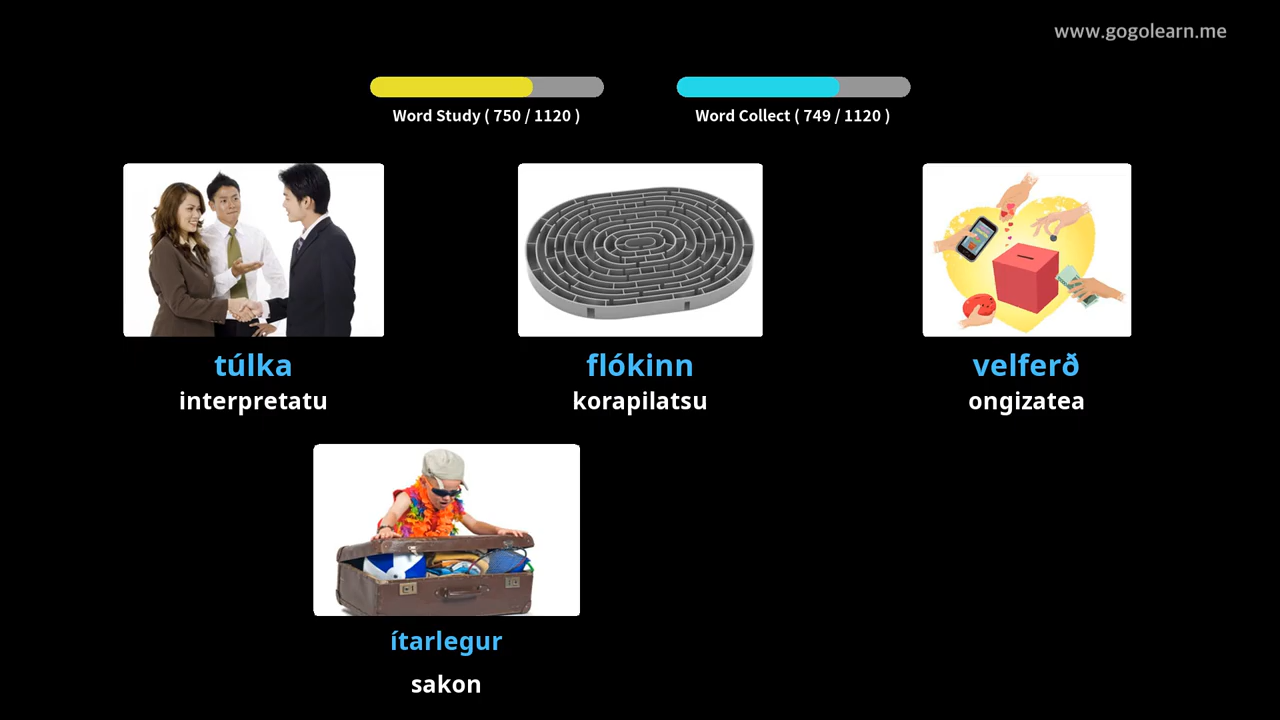 www.gogolearn.me
Word Study ( 750 / 1120 )
Word Collect ( 749 / 1120 )
túlka
interpretatu
flókinn
korapilatsu
velferð
ongizatea
ítarlegur
sakon